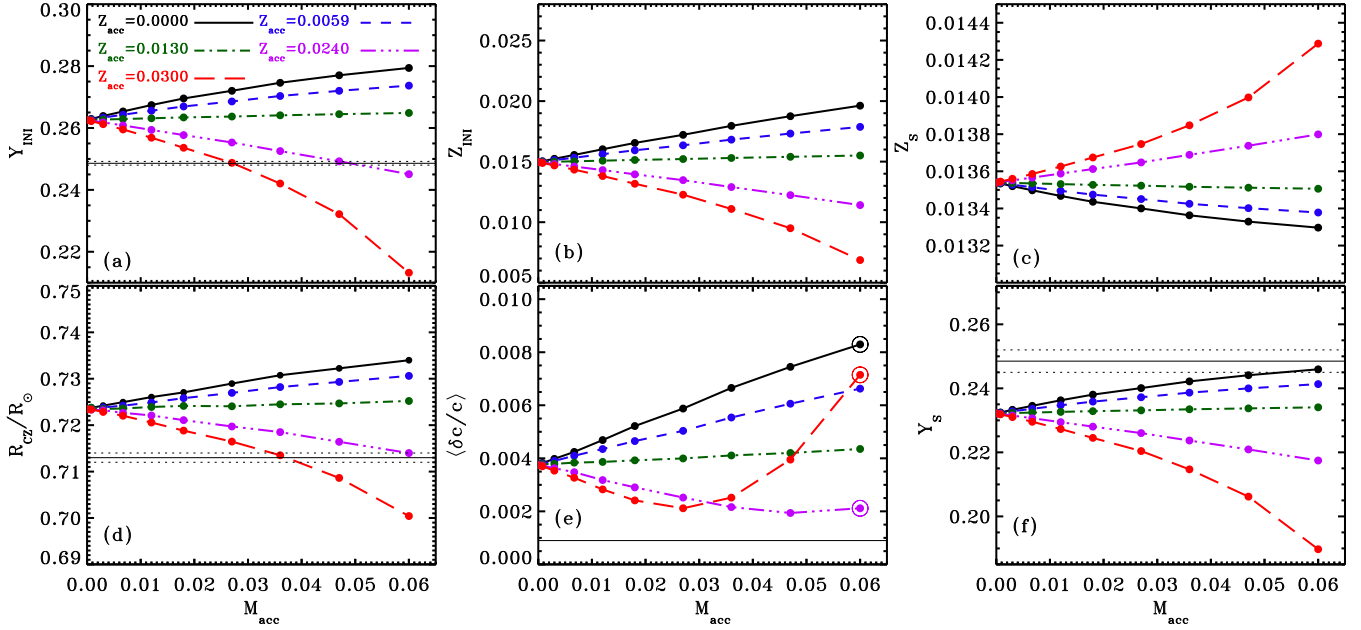 Z_acc=0.0000 Z_acc=0.0059
Z_acc=0.0130 Z_acc=0.0240
Z_acc=0.0300
0.30
0.28
0.26
0.24
0.22
Y_INI
(a)
0.025
0.020
0.015
0.010
0.005
Z_INI
(b)
0.0144
0.0142
0.0140
0.0138
0.0136
0.0134
0.0132
Z_s
(c)
0.75
0.74
0.73
0.72
0.71
0.70
0.69
R_CZ/R_⊙
(d)
0.00 0.01 0.02 0.03 0.04 0.05 0.06
M_acc
0.010
0.008
0.006
0.004
0.002
0.000
⟨δc/c⟩
(e)
0.00 0.01 0.02 0.03 0.04 0.05 0.06
M_acc
0.26
0.24
0.22
0.20
Y_S
(f)
0.00 0.01 0.02 0.03 0.04 0.05 0.06
M_acc